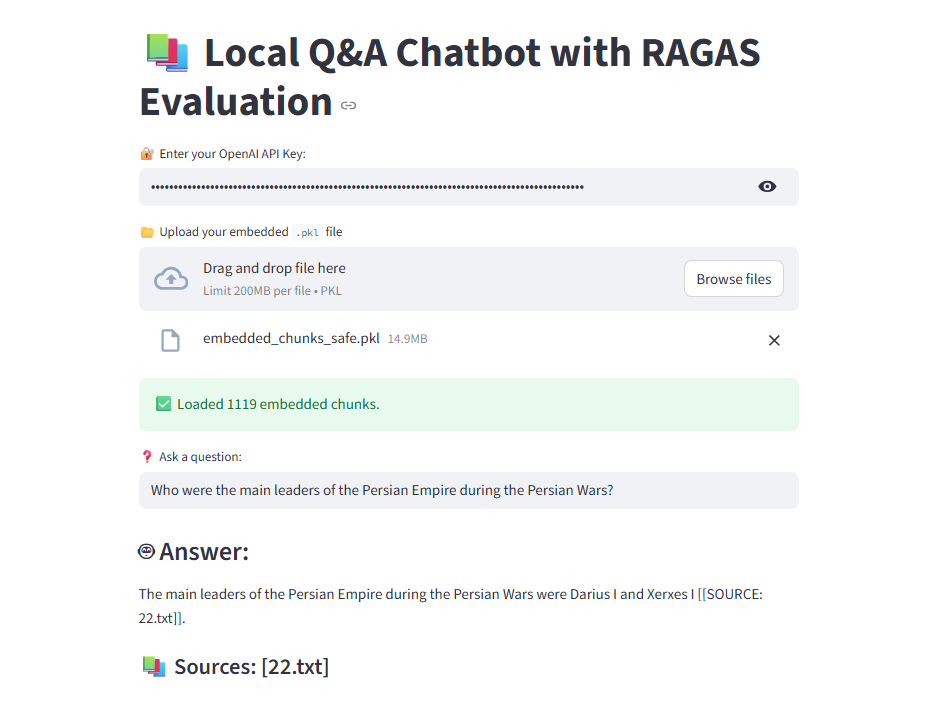 Local Q&A Chatbot with RAGAS
Evaluation
Enter your OpenAI API Key:
Upload your embedded .pkl file
Drag and drop file here
Limit 200MB per file • PKL
Browse files
embedded_chunks_safe.pkl 14.9MB
Loaded 1119 embedded chunks.
Ask a question:
Who were the main leaders of the Persian Empire during the Persian Wars?
Answer:
The main leaders of the Persian Empire during the Persian Wars were Darius I and Xerxes I [[SOURCE:
22.txt]].
Sources: [22.txt]